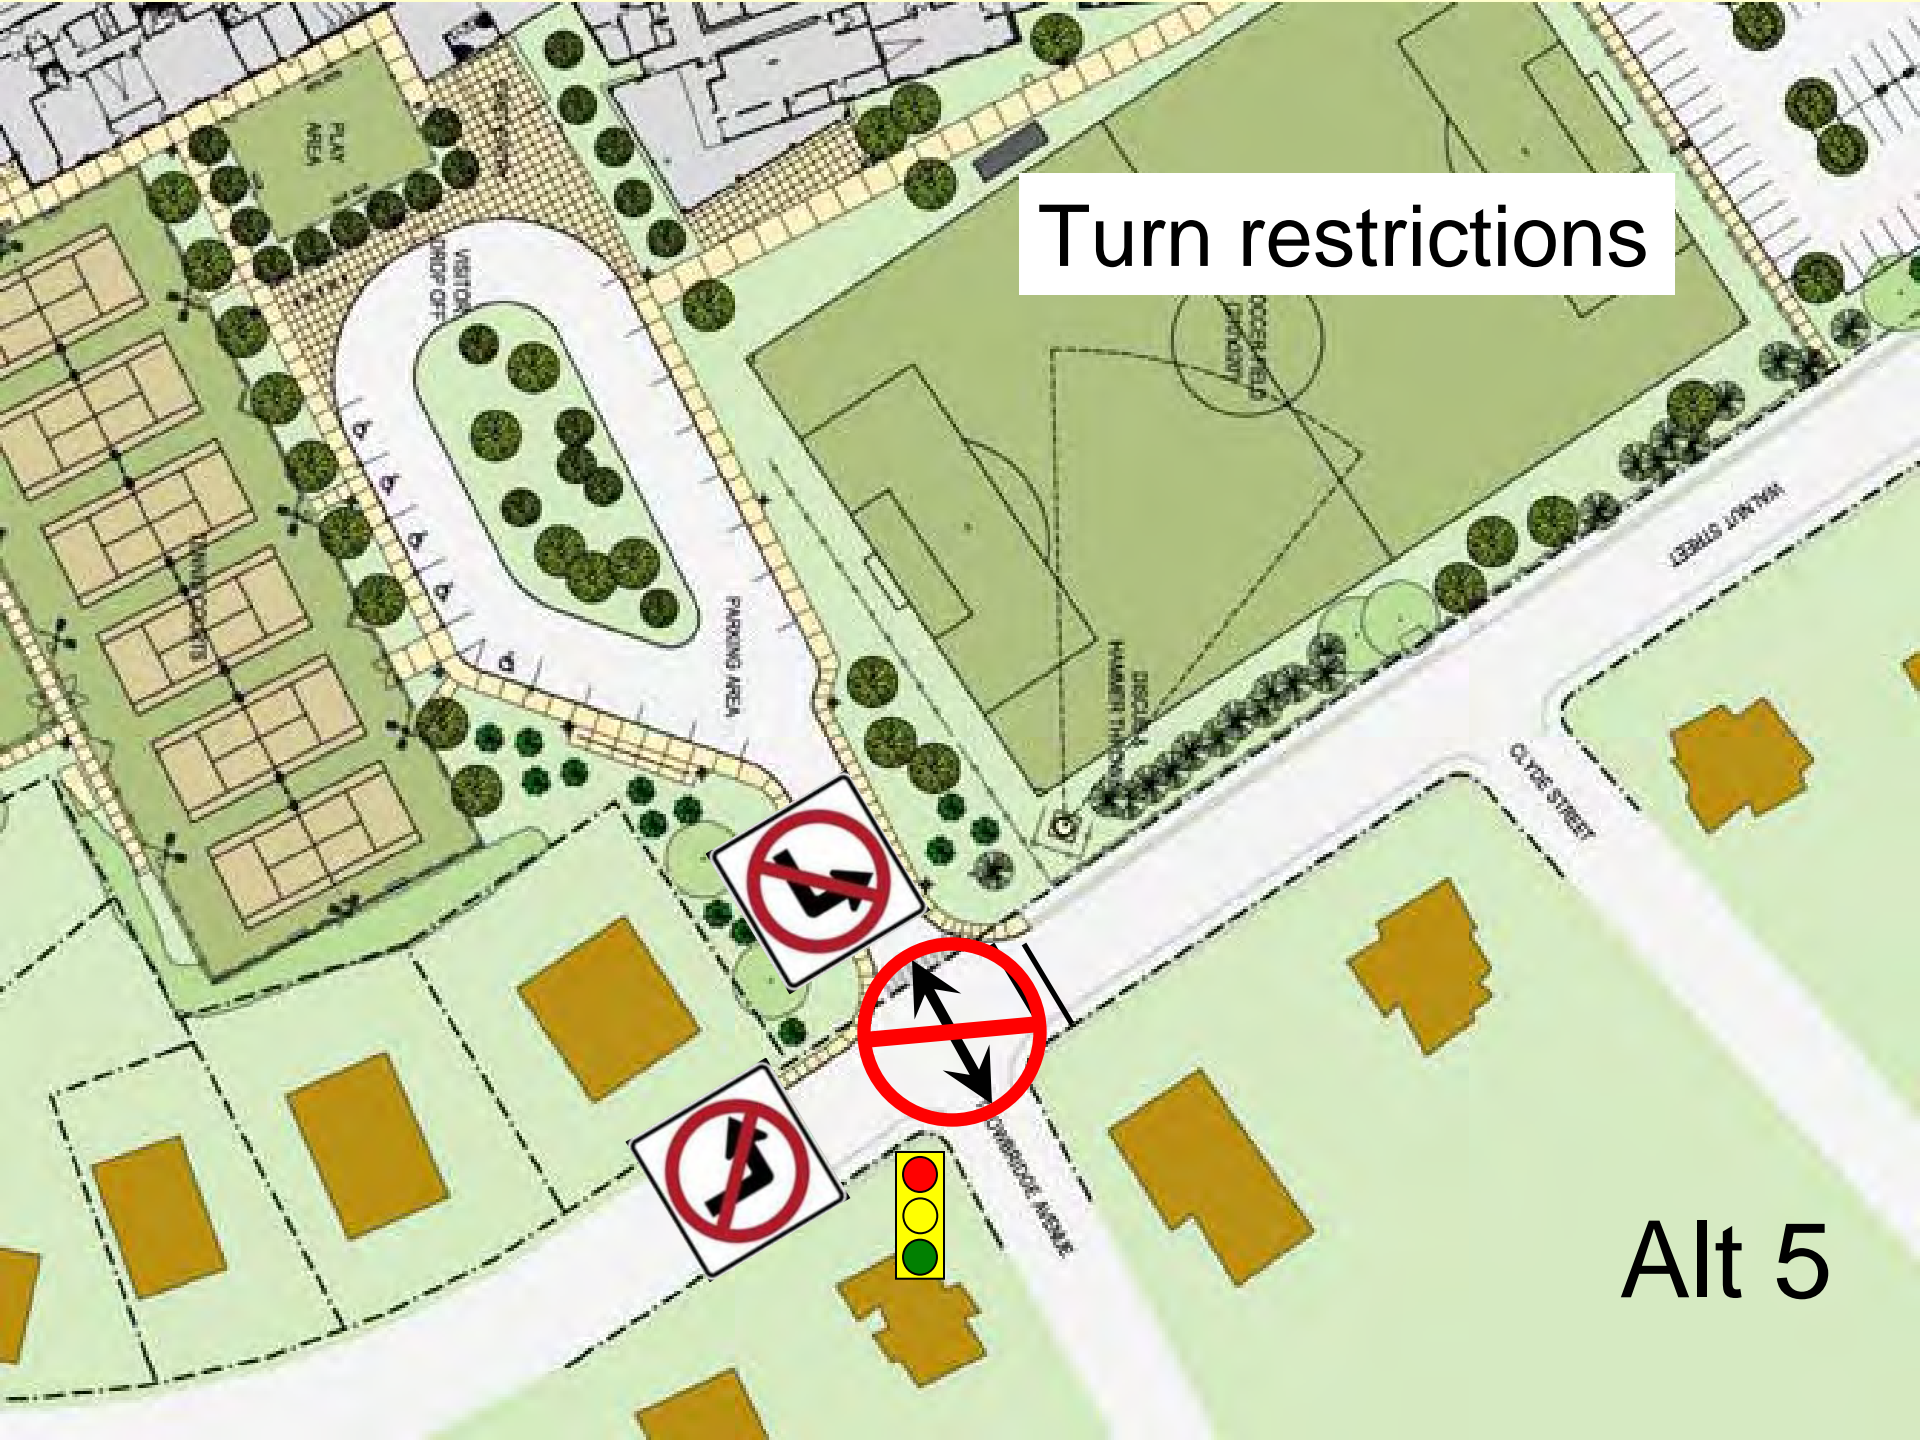 Turn restrictions
PLAY
AREA
VISITOR
DROP OFF
PARKING AREA
WALNUT STREET
CLYDE STREET
Alt 5